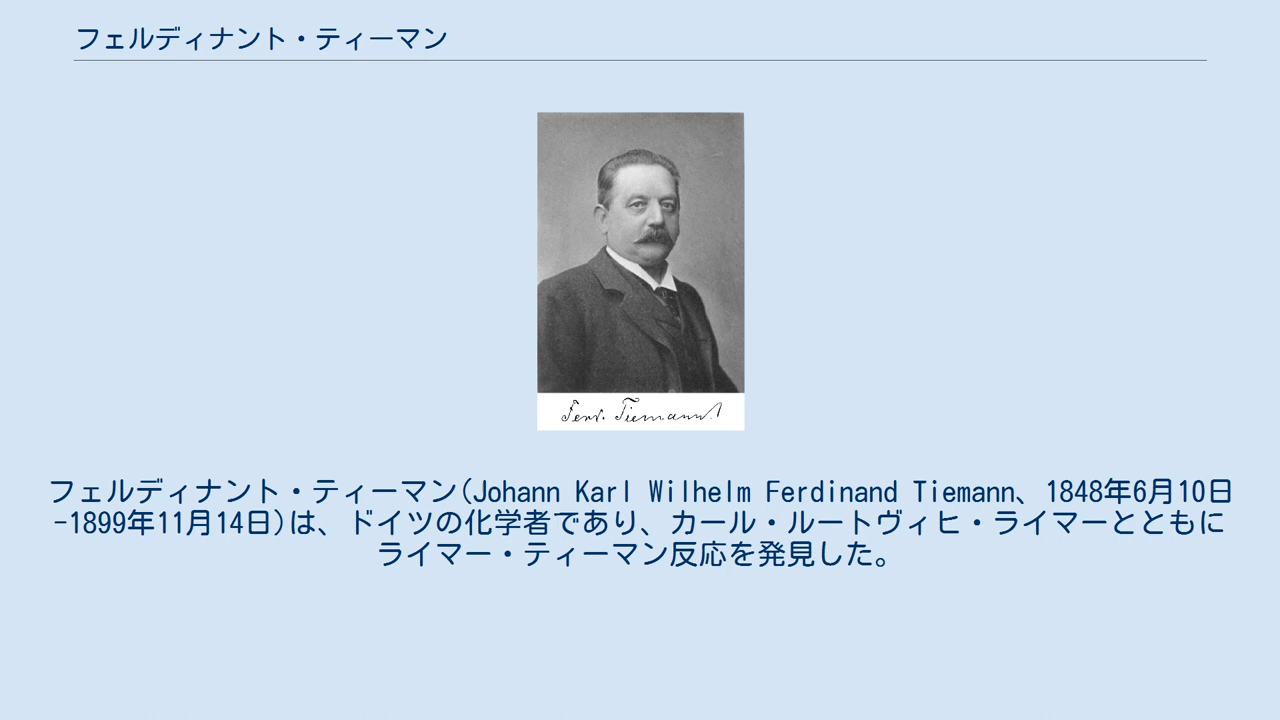 フェルディナント・ティーマン
Ferd. Tiemann
フェルディナント・ティーマン(Johann Karl Wilhelm Ferdinand Tiemann、1848年6月10日
-1899年11月14日)は、ドイツの化学者であり、カール・ルートヴィヒ・ライマーとともに
ライマー・ティーマン反応を発見した。